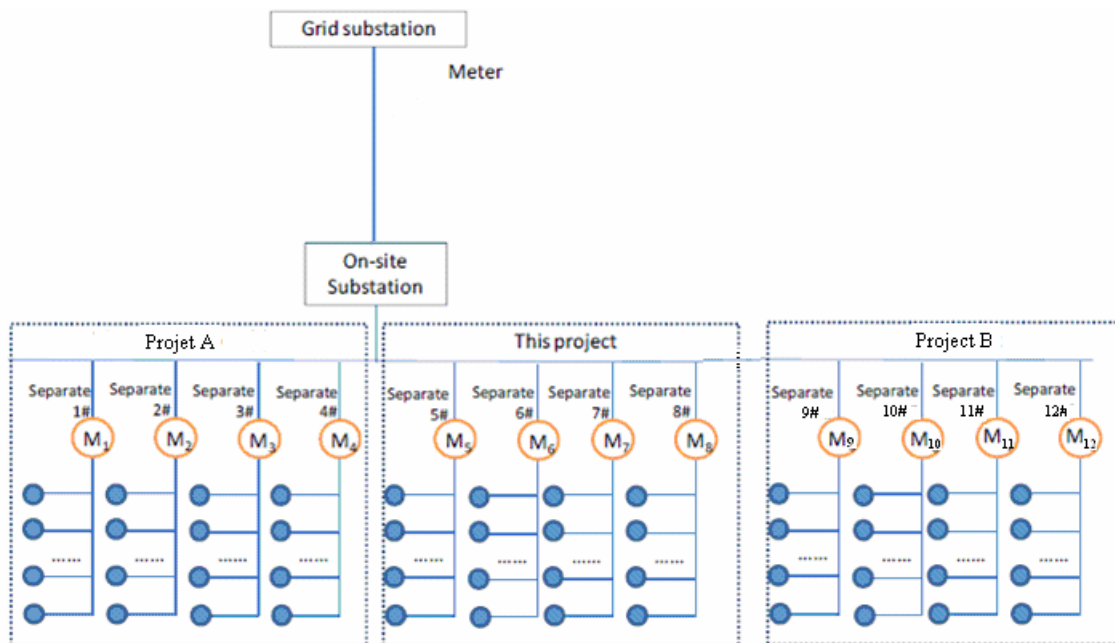 Grid substation
Meter
On-site
Substation
Projet A
This project
Project B
Separate
1#
Separate
2#
Separate
3#
Separate
4#
Separate
5#
Separate
6#
Separate
7#
Separate
8#
Separate
9#
Separate
10#
Separate
11#
Separate
12#
M1
M2
M3
M4
M5
M6
M7
M8
M9
M10
M11
M12
...... ...... ...... ...... ...... ...... ...... ...... ...... ...... ...... ......